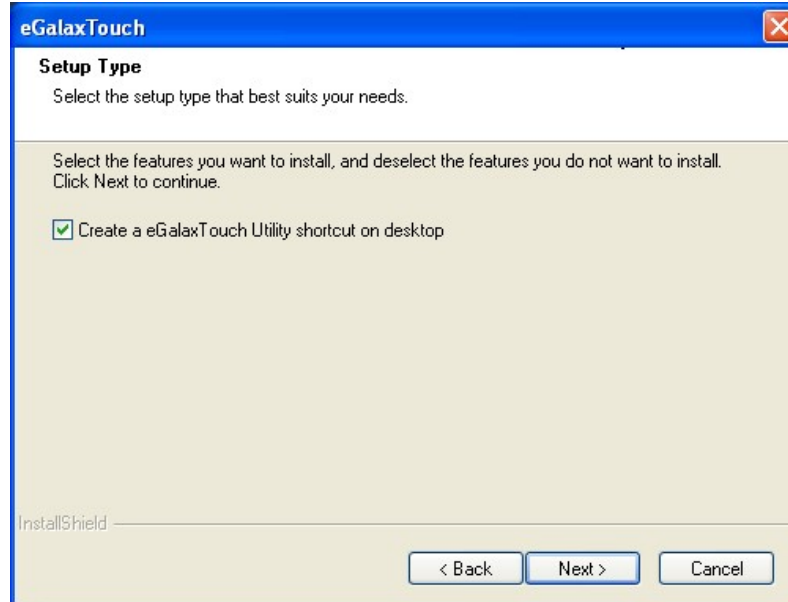 eGalaxTouch
Setup Type
Select the setup type that best suits your needs.
Select the features you want to install, and deselect the features you do not want to install.
Click Next to continue.
Create a eGalaxTouch Utility shortcut on desktop
InstallShield
< Back Next > Cancel